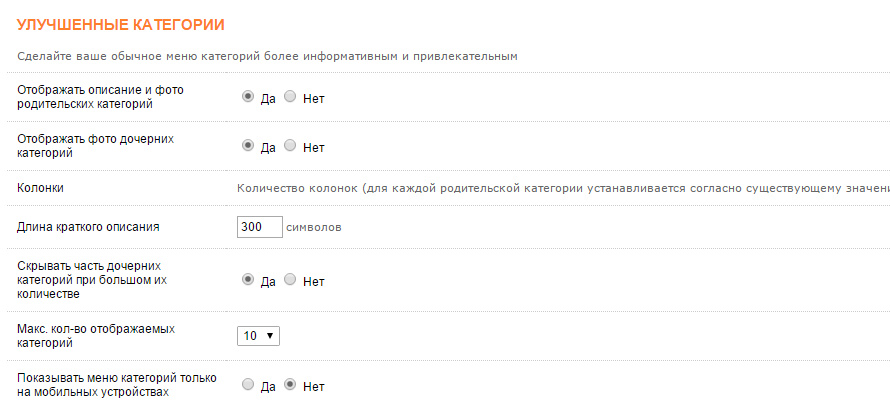 УЛУЧШЕННЫЕ КАТЕГОРИИ
Сделайте ваше обычное меню категорий более информативным и привлекательным
Отображать описание и фото
родительских категорий
Да Нет
Отображать фото дочерних
категорий
Да Нет
Колонки
Количество колонок (для каждой родительской категории устанавливается согласно существующему значени
Длина краткого описания
300 символов
Скрывать часть дочерних
категорий при большом их
количестве
Да Нет
Макс. кол-во отображаемых
категорий
10
Показывать меню категорий только
на мобильных устройствах
Да Нет